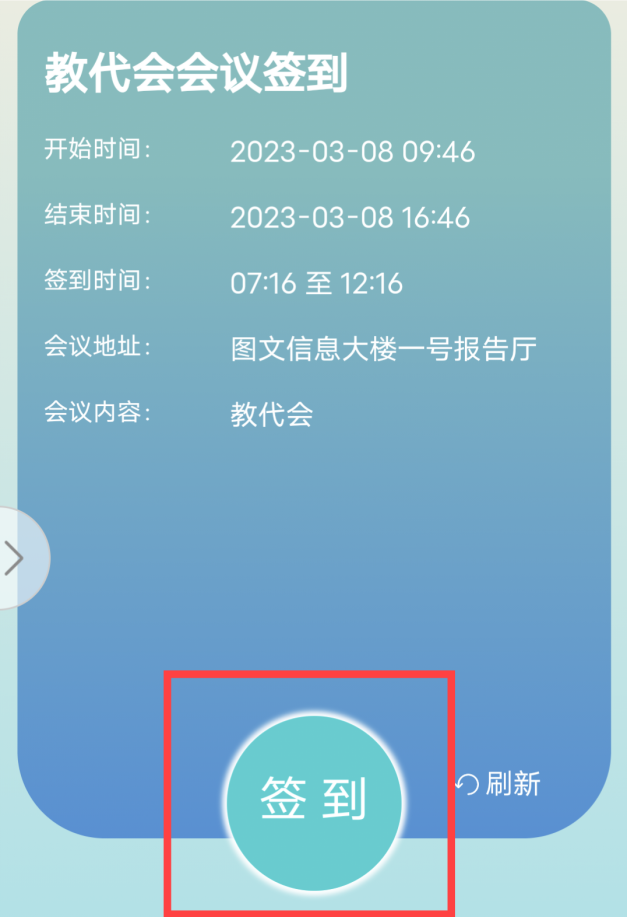 教代会会议签到
开始时间： 2023-03-08 09:46
结束时间： 2023-03-08 16:46
签到时间： 07:16 至 12:16
会议地址： 图文信息大楼一号报告厅
会议内容： 教代会
签到
刷新